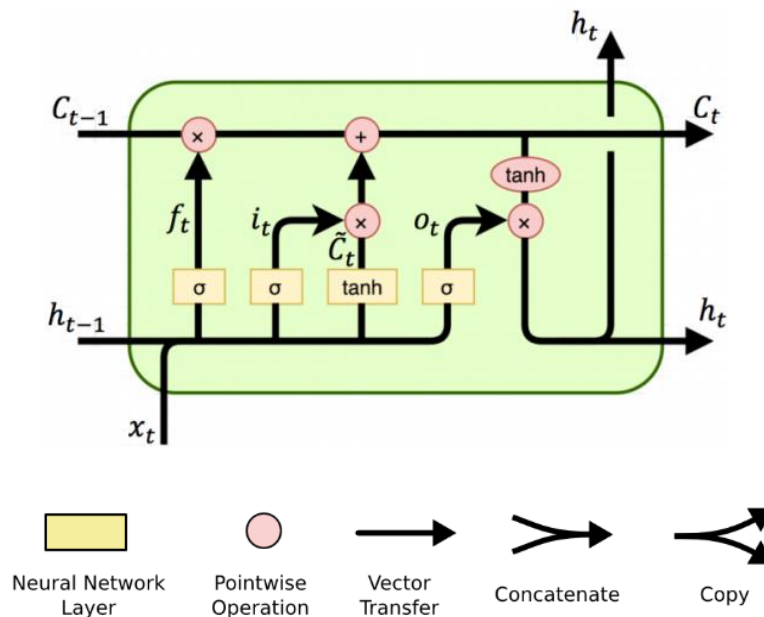 h_t
C_{t-1}
C_t
×
+
tanh
f_t
i_t
×
o_t
×
C̃_t
σ
σ
tanh
σ
h_{t-1}
h_t
x_t
Neural Network
Layer
Pointwise
Operation
Vector
Transfer
Concatenate
Copy